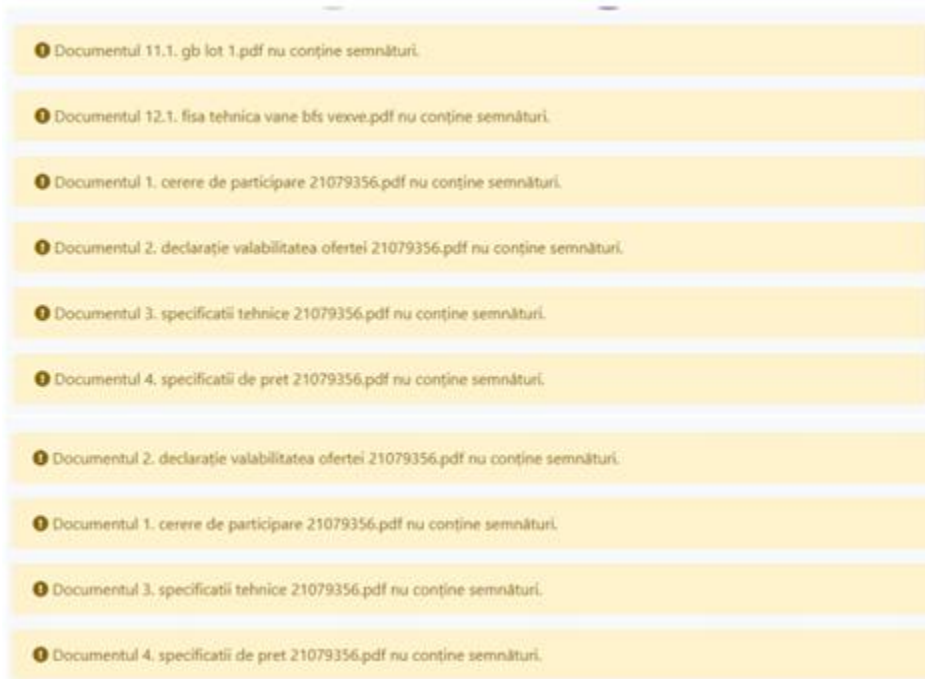 Documentul 11.1. gb lot 1.pdf nu conține semnături.
Documentul 12.1. fisa tehnica vane bfs vexve.pdf nu conține semnături.
Documentul 1. cerere de participare 21079356.pdf nu conține semnături.
Documentul 2. declarație valabilitatea ofertei 21079356.pdf nu conține semnături.
Documentul 3. specificatii tehnice 21079356.pdf nu conține semnături.
Documentul 4. specificatii de pret 21079356.pdf nu conține semnături.
Documentul 2. declarație valabilitatea ofertei 21079356.pdf nu conține semnături.
Documentul 1. cerere de participare 21079356.pdf nu conține semnături.
Documentul 3. specificatii tehnice 21079356.pdf nu conține semnături.
Documentul 4. specificatii de pret 21079356.pdf nu conține semnături.